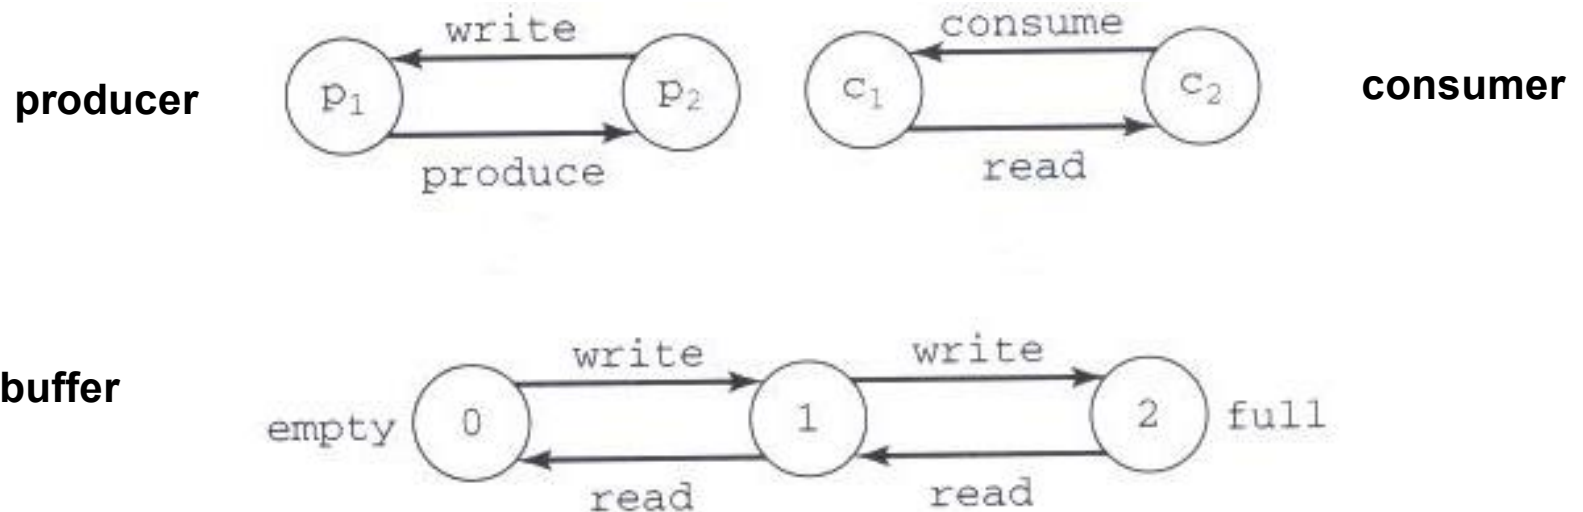 write
consume
producer
p₁
p₂
c₁
c₂
consumer
produce
read
write
write
buffer
empty
0
1
2
full
read
read